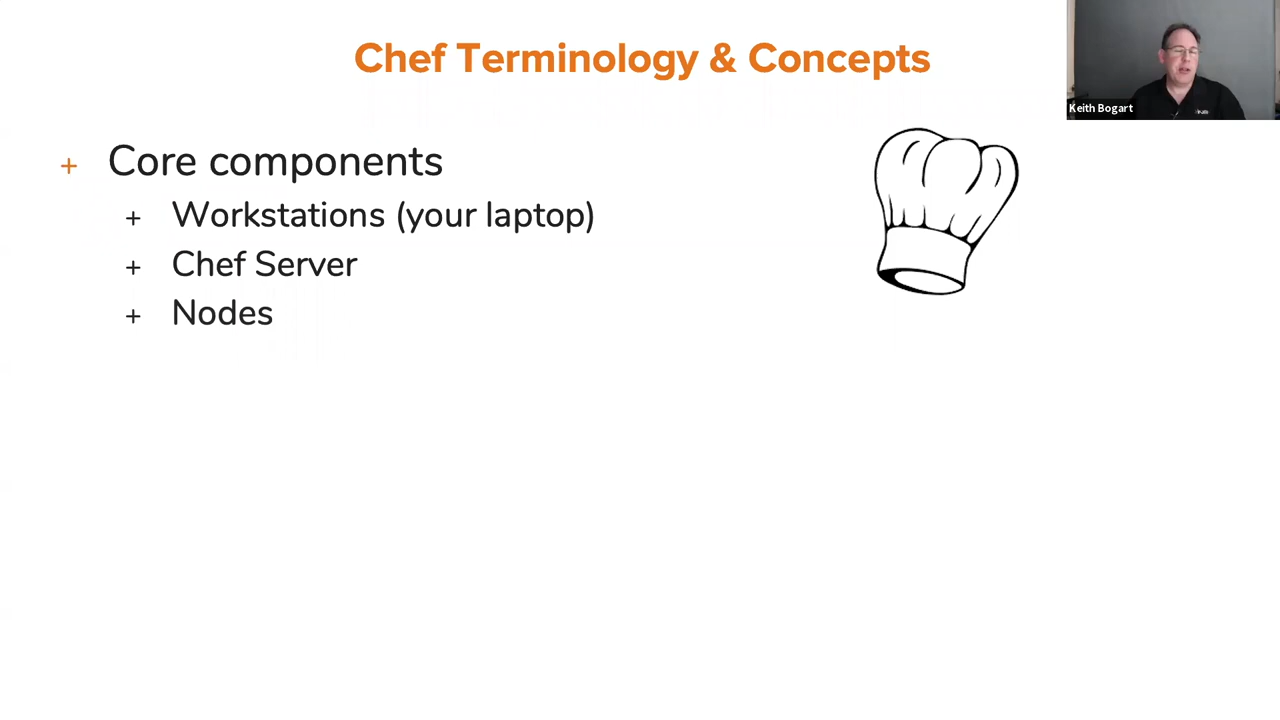 Chef Terminology & Concepts
Keith Bogart
+ Core components
+ Workstations (your laptop)
+ Chef Server
+ Nodes